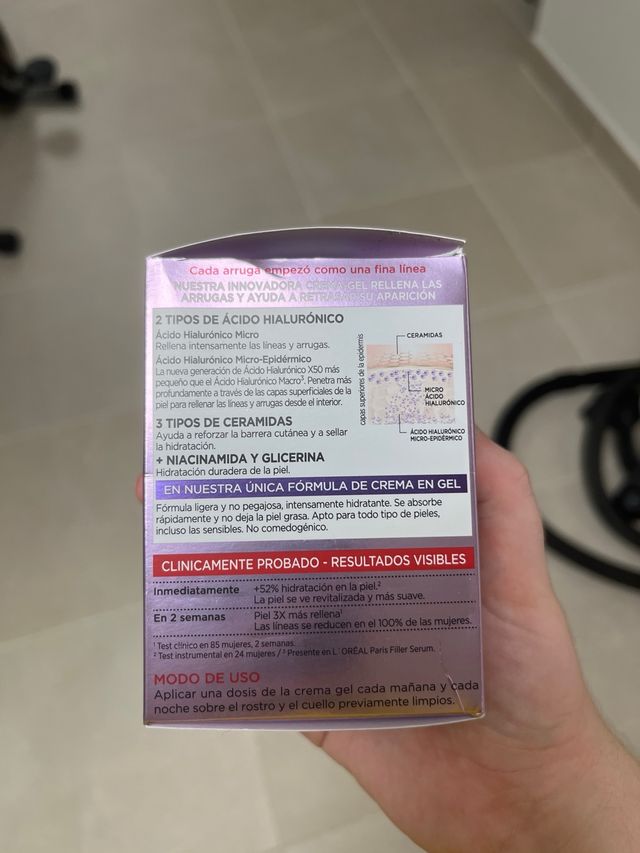 Cada arruga empezó como una fina línea
NUESTRA INNOVADORA CREMA-GEL RELLENA LAS
ARRUGAS Y AYUDA A RETRASAR SU APARICIÓN
2 TIPOS DE ÁCIDO HIALURÓNICO
Ácido Hialurónico Micro
Rellena intensamente las líneas y arrugas.
Ácido Hialurónico Micro-Epidérmico
La nueva generación de Ácido Hialurónico X50 más
pequeño que el Ácido Hialurónico Macro³. Penetra más
profundamente a través de las capas superficiales de la
piel para rellenar las líneas y arrugas desde el interior.
3 TIPOS DE CERAMIDAS
Ayuda a reforzar la barrera cutánea y a sellar
la hidratación.
+ NIACINAMIDA Y GLICERINA
Hidratación duradera de la piel.
capas superiores de la epidermis
CERAMIDAS
MICRO
ÁCIDO
HIALURÓNICO
ÁCIDO HIALURÓNICO
MICRO-EPIDÉRMICO
EN NUESTRA ÚNICA FÓRMULA DE CREMA EN GEL
Fórmula ligera y no pegajosa, intensamente hidratante. Se absorbe
rápidamente y no deja la piel grasa. Apto para todo tipo de pieles,
incluso las sensibles. No comedogénico.
CLINICAMENTE PROBADO - RESULTADOS VISIBLES
Inmediatamente +52% hidratación en la piel.²
La piel se ve revitalizada y más suave.
En 2 semanas Piel 3X más rellena¹
Las líneas se reducen en el 100% de las mujeres.
¹ Test clínico en 85 mujeres, 2 semanas.
² Test instrumental en 24 mujeres / ³ Presente en L'ORÉAL Paris Filler Serum.
MODO DE USO
Aplicar una dosis de la crema gel cada mañana y cada
noche sobre el rostro y el cuello previamente limpios.